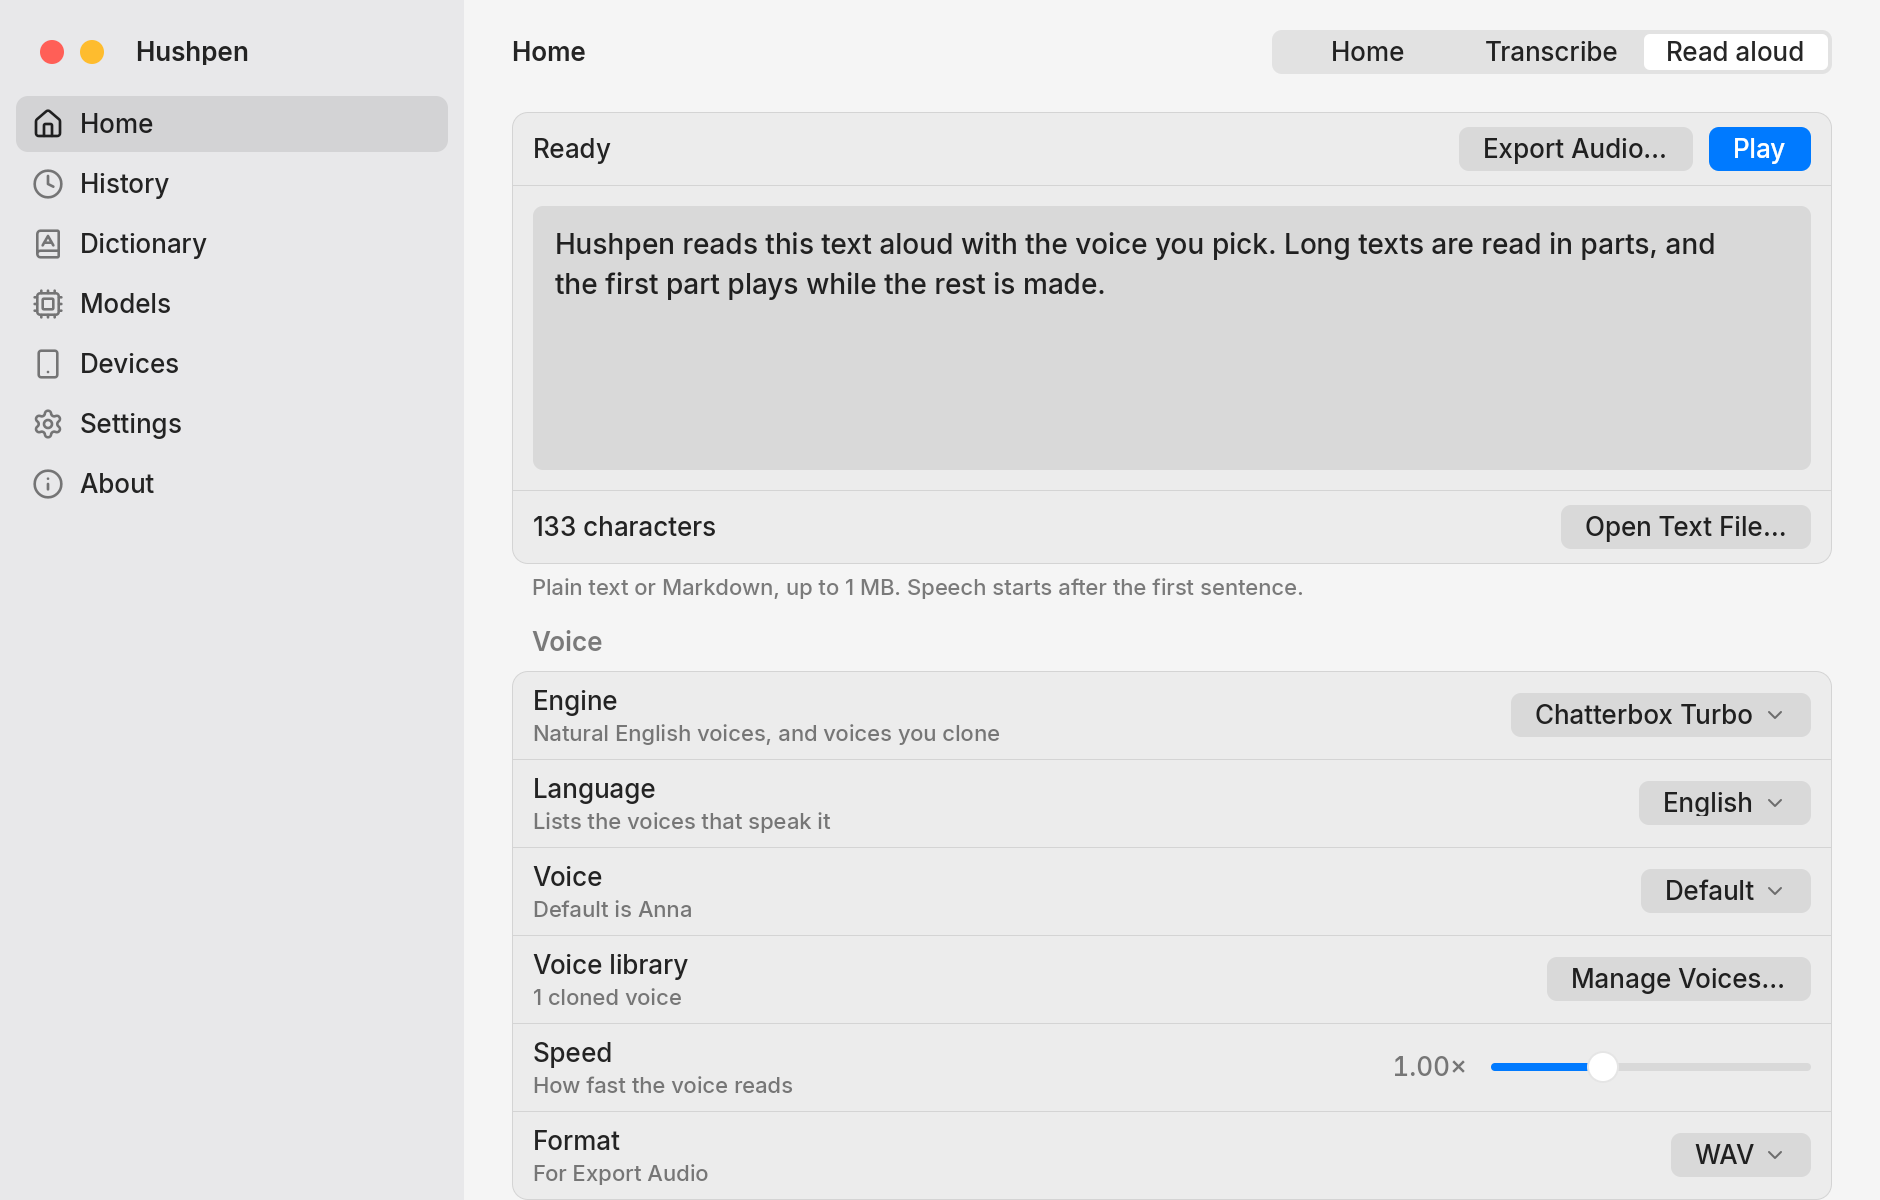 Hushpen
Home
History
Dictionary
Models
Devices
Settings
About
Home
Home Transcribe Read aloud
Ready Export Audio... Play
Hushpen reads this text aloud with the voice you pick. Long texts are read in parts, and
the first part plays while the rest is made.
133 characters Open Text File...
Plain text or Markdown, up to 1 MB. Speech starts after the first sentence.
Voice
Engine
Natural English voices, and voices you clone
Chatterbox Turbo
Language
Lists the voices that speak it
English
Voice
Default is Anna
Default
Voice library
1 cloned voice
Manage Voices...
Speed
How fast the voice reads
1.00×
Format
For Export Audio
WAV